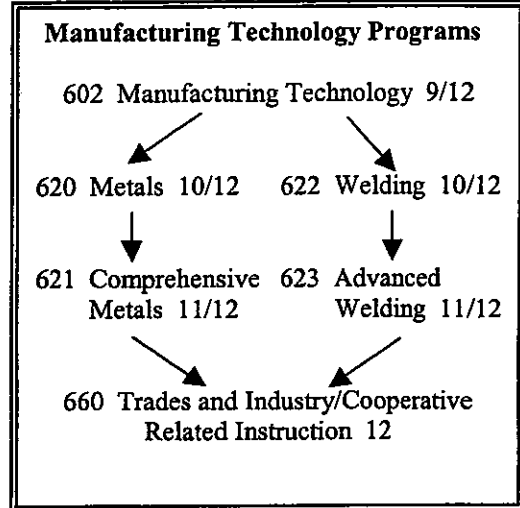 Manufacturing Technology Programs
602 Manufacturing Technology 9/12
620 Metals 10/12 622 Welding 10/12
621 Comprehensive 623 Advanced
Metals 11/12 Welding 11/12
660 Trades and Industry/Cooperative
Related Instruction 12